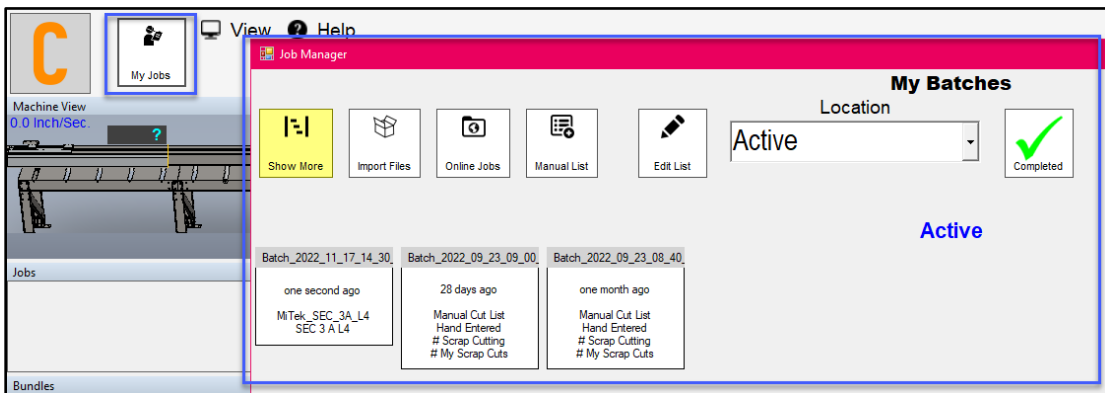 C
My Jobs
View
? Help
Machine View
0.0 Inch/Sec.
?
Jobs
Bundles
Job Manager
My Batches
Location
Show More
Import Files
Online Jobs
Manual List
Edit List
Active
Completed
Active
Batch_2022_11_17_14_30_
one second ago
MiTek_SEC_3A_L4
SEC 3 A L4
Batch_2022_09_23_09_00_
28 days ago
Manual Cut List
Hand Entered
# Scrap Cutting
# My Scrap Cuts
Batch_2022_09_23_08_40_
one month ago
Manual Cut List
Hand Entered
# Scrap Cutting
# My Scrap Cuts